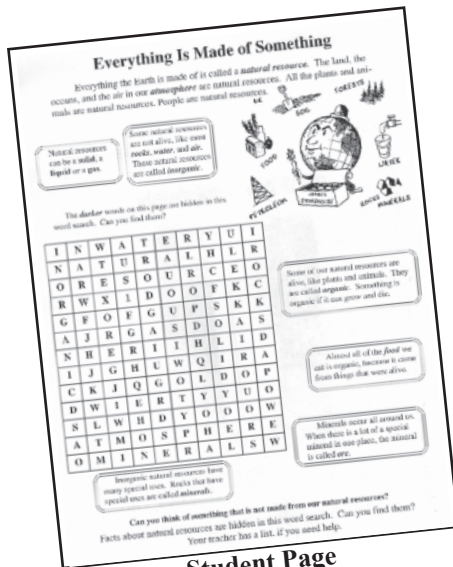 Everything Is Made of Something
Everything the Earth is made of is called a natural resource. The land, the
oceans, and the air in our atmosphere are natural resources. All the plants and ani-
mals are natural resources. People are natural resources.
Natural resources
can be a solid, a
liquid or a gas.
Some natural resources
are not alive, like most
rocks, water, and air.
These natural resources
are called inorganic.
AIR
SOIL
FORESTS
FOOD
WATER
PETROLEUM
ROCKS
MINERALS
The darker words on this page are hidden in this
word search. Can you find them?
I N W A T E R Y U I
N A T U R A L H L R
O R E S O U R C E O
R W X I D O O F K C
G F O F G U P S K K
A J R G A S D O A S
N H E R I I H L I D
I J G H U W Q I R A
C K J Q G O L D O P
D W I E R T Y Y U O
S L W H D Y O O O W
A T M O S P H E R E
O M I N E R A L S W
Some of our natural resources are
alive, like plants and animals. They
are called organic. Something is
organic if it can grow and die.
Almost all of the food we
eat is organic, because it came
from things that were alive.
Minerals occur all around us.
When there is a lot of a special
mineral in one place, the mineral
is called ore.
Inorganic natural resources have
many special uses. Rocks that have
special uses are called minerals.
Can you think of something that is not made from our natural resources?
Facts about natural resources are hidden in this word search. Can you find them?
Your teacher has a list, if you need help.
Student Page